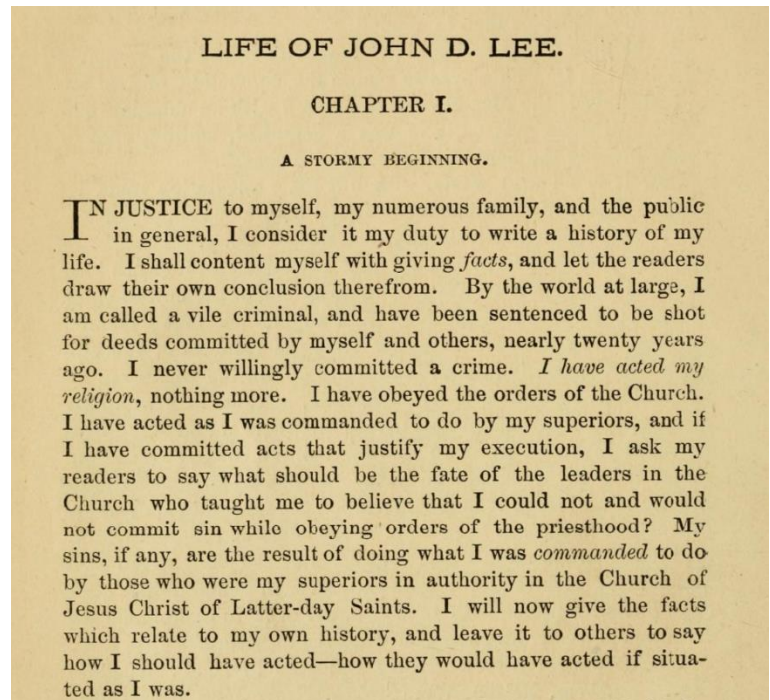 LIFE OF JOHN D. LEE.
CHAPTER I.
A STORMY BEGINNING.
IN JUSTICE to myself, my numerous family, and the public
in general, I consider it my duty to write a history of my
life. I shall content myself with giving facts, and let the readers
draw their own conclusion therefrom. By the world at large, I
am called a vile criminal, and have been sentenced to be shot
for deeds committed by myself and others, nearly twenty years
ago. I never willingly committed a crime. I have acted my
religion, nothing more. I have obeyed the orders of the Church.
I have acted as I was commanded to do by my superiors, and if
I have committed acts that justify my execution, I ask my
readers to say what should be the fate of the leaders in the
Church who taught me to believe that I could not and would
not commit sin while obeying orders of the priesthood? My
sins, if any, are the result of doing what I was commanded to do
by those who were my superiors in authority in the Church of
Jesus Christ of Latter-day Saints. I will now give the facts
which relate to my own history, and leave it to others to say
how I should have acted—how they would have acted if situa-
ted as I was.